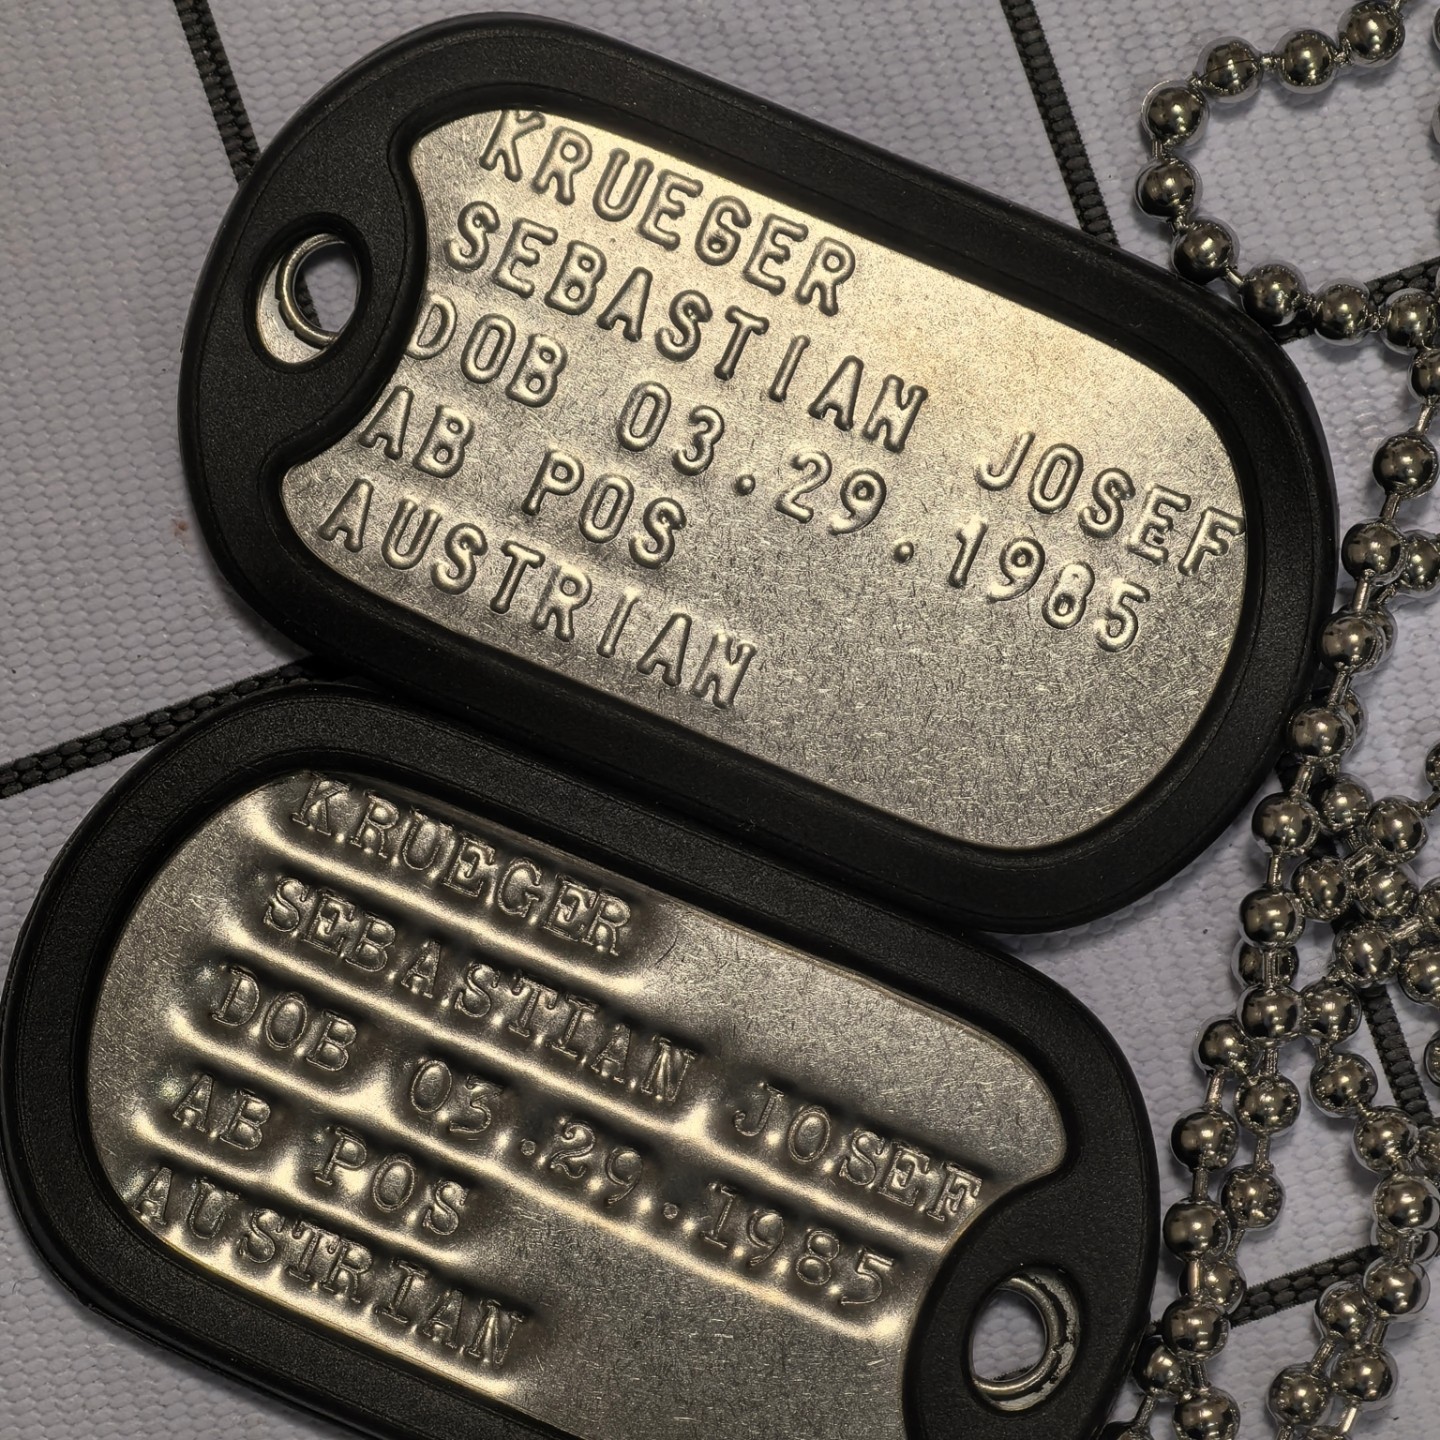 KRUEGER
SEBASTIAN JOSEF
DOB 03.29.1985
AB POS
AUSTRIAN
KRUEGER
SEBASTIAN JOSEF
DOB 03.29.1985
AB POS
AUSTRIAN